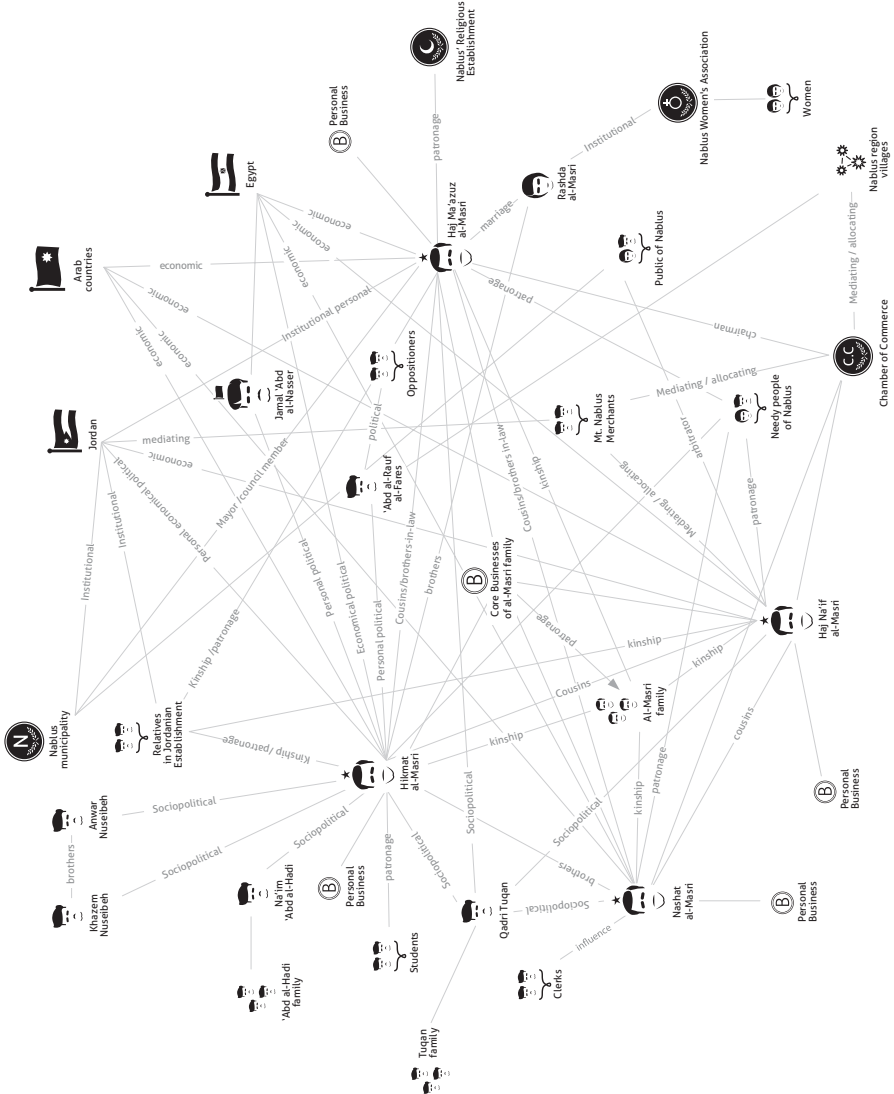 N
Nablus
municipality
Jordan
Arab
countries
Egypt
Personal
Business
B
Nablus' Religious
Establishment
Khazem
Nuseibeh
brothers
Anwar
Nuseibeh
Relatives
in Jordanian
Establishment
Institutional
Institutional
Personal economical political
mediating
economic
economic
economic
economic
economic
economic
economic
economic
patronage
Institutional personal
Mayor /council member
Kinship /patronage
Jamal 'Abd
al-Nasser
Oppositioners
political
'Abd al-Rauf
al-Fares
Haj Ma'azuz
al-Masri
marriage
Rashda
al-Masri
Institutional
Nablus Women's Association
Women
Sociopolitical
Sociopolitical
Sociopolitical
Kinship / patronage
Personal political
Economical political
Personal political
Cousins/brothers-in-law
brothers
Hikmat
al-Masri
Na'im
'Abd al-Hadi
'Abd al-Hadi
family
B
Personal
Business
patronage
Students
Sociopolitical
Qadri Tuqan
Tuqan
family
Sociopolitical
Sociopolitical
Sociopolitical
Clerks
influence
brothers
kinship
Cousins
kinship
B
Core Businesses
of al-Masri family
patronage
Cousins/brothers in-law
kinship
Al-Masri
family
kinship
kinship
patronage
cousins
Nashat
al-Masri
B
Personal
Business
B
Personal
Business
Haj Na'if
al-Masri
Mt. Nablus
Merchants
Mediating / allocating
Mediating / allocating
arbitrator
patronage
Needy people
of Nablus
Public of Nablus
patronage
chairman
C.C
Chamber of Commerce
Mediating / allocating
Nablus region
villages